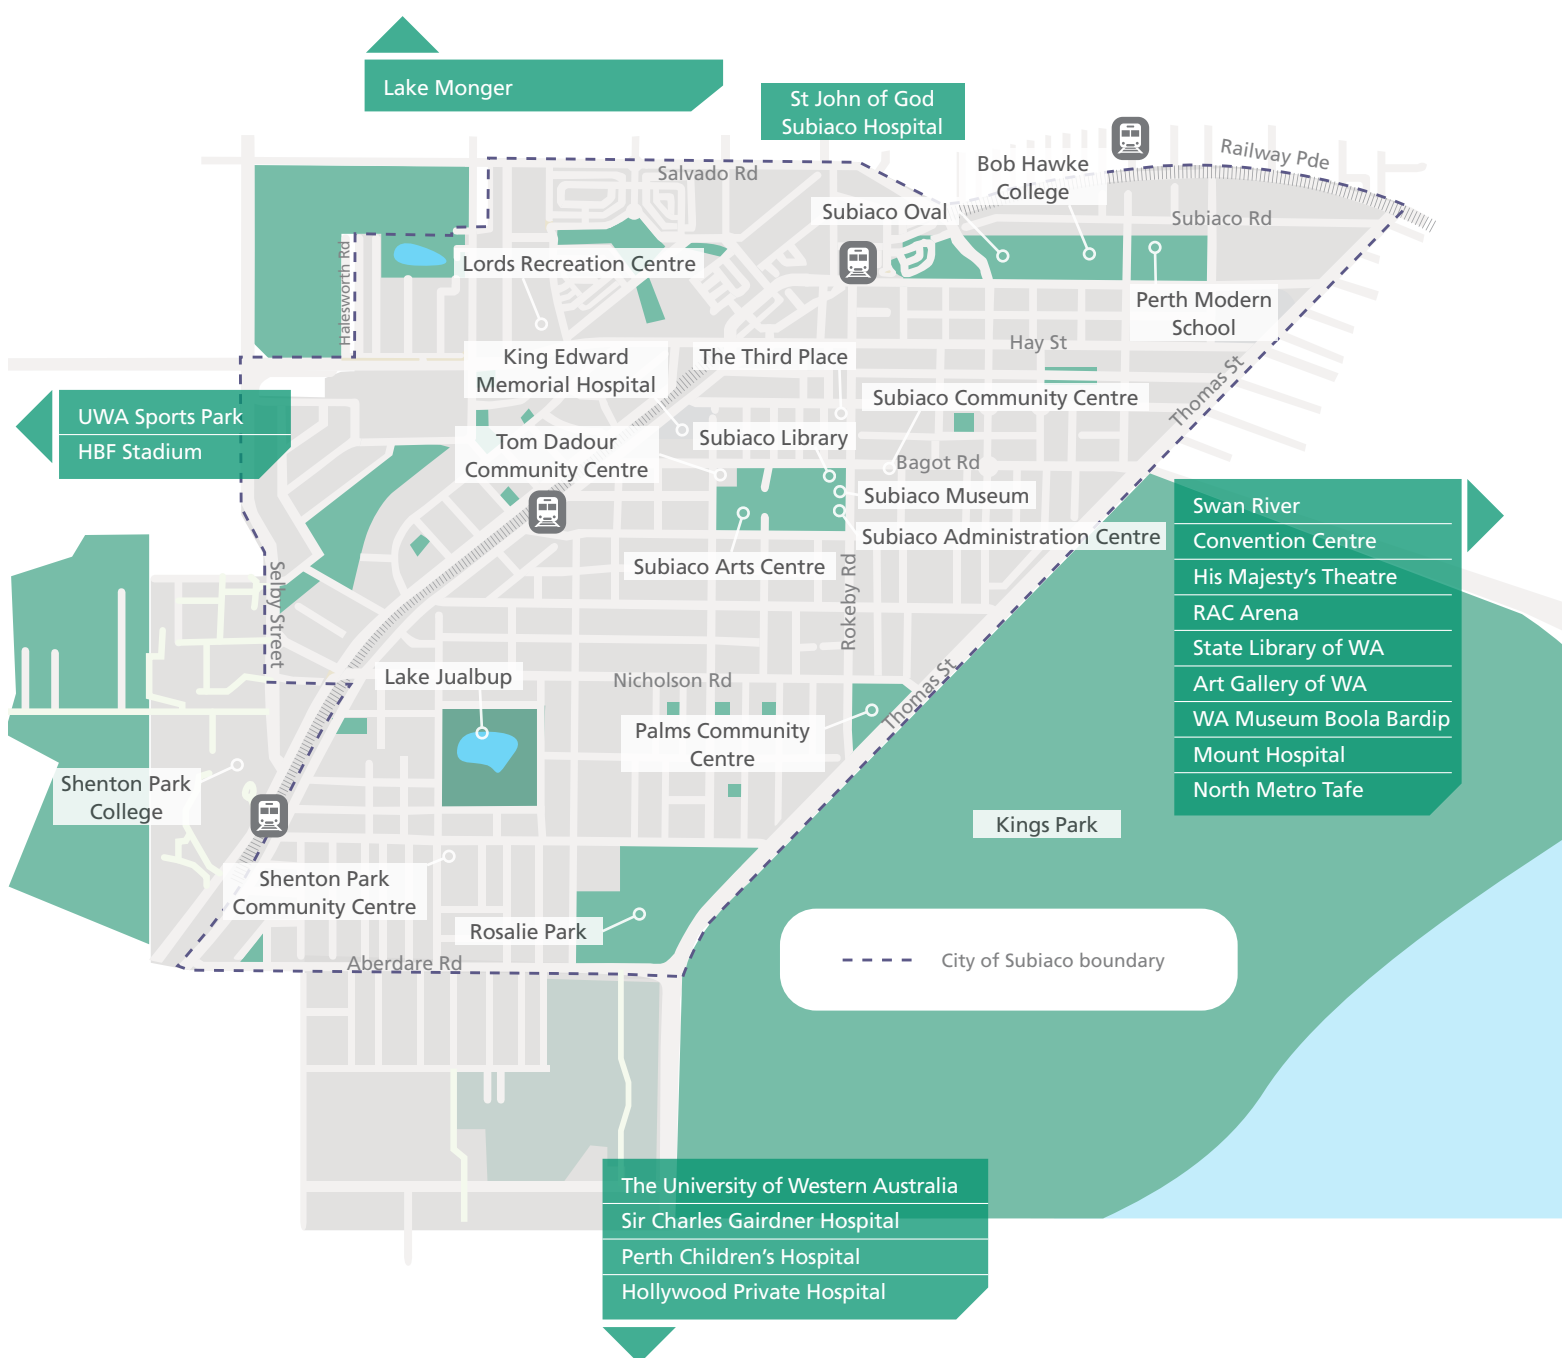 Lake Monger
St John of God
Subiaco Hospital
Railway Pde
Bob Hawke
College
Salvado Rd
Subiaco Oval
Subiaco Rd
Halesworth Rd
Lords Recreation Centre
Perth Modern
School
Hay St
King Edward
Memorial Hospital
The Third Place
Thomas St
Subiaco Community Centre
UWA Sports Park
HBF Stadium
Tom Dadour
Community Centre
Subiaco Library
Bagot Rd
Subiaco Museum
Subiaco Administration Centre
Swan River
Convention Centre
His Majesty's Theatre
RAC Arena
State Library of WA
Art Gallery of WA
WA Museum Boola Bardip
Mount Hospital
North Metro Tafe
Subiaco Arts Centre
Selby Street
Rokeby Rd
Lake Jualbup
Nicholson Rd
Thomas St
Palms Community
Centre
Shenton Park
College
Kings Park
Shenton Park
Community Centre
Rosalie Park
Aberdare Rd
City of Subiaco boundary
The University of Western Australia
Sir Charles Gairdner Hospital
Perth Children's Hospital
Hollywood Private Hospital